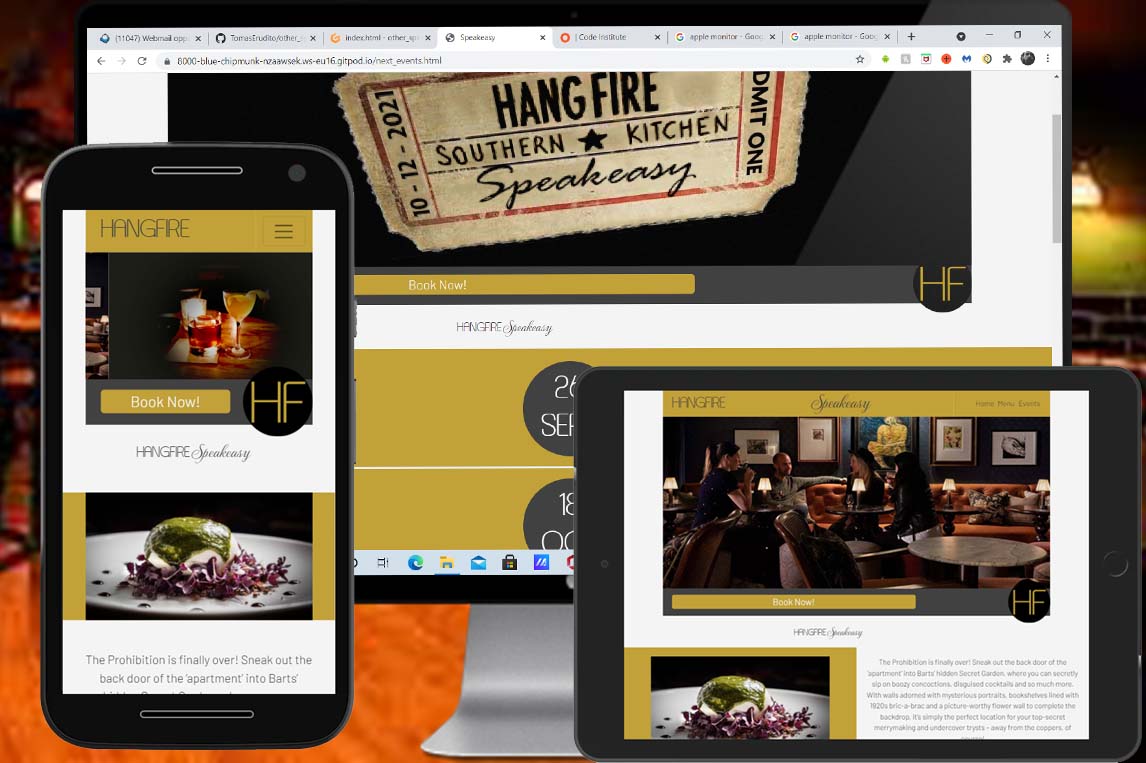 (11047) Webmail opp
TomasErudito/other_s
index.html - other_sp
Speakeasy
| Code Institute
apple monitor - Goog
apple monitor - Goog
8000-blue-chipmunk-nzaawsek.ws-eu16.gitpod.io/next_events.html
10 - 12 - 2021
HANG FIRE
SOUTHERN KITCHEN
Speakeasy
DMIT ONE
Book Now!
HF
HANGFIRE Speakeasy
26
SEP
18
OC
HANGFIRE
Book Now!
HF
HANGFIRE Speakeasy
The Prohibition is finally over! Sneak out the
back door of the 'apartment' into Barts'
HANGFIRE
Speakeasy
Home Menu Events
Book Now!
HF
HANGFIRE Speakeasy
The Prohibition is finally over! Sneak out the back door of the
'apartment' into Barts' hidden Secret Garden, where you can secretly
sip on boozy concoctions, disguised cocktails and so much more.
With walls adorned with mysterious portraits, bookshelves lined with
1920s bric-a-brac and a picture-worthy flower wall to complete the
backdrop, it's simply the perfect location for your top-secret
merrymaking and undercover trysts - away from the coppers, of